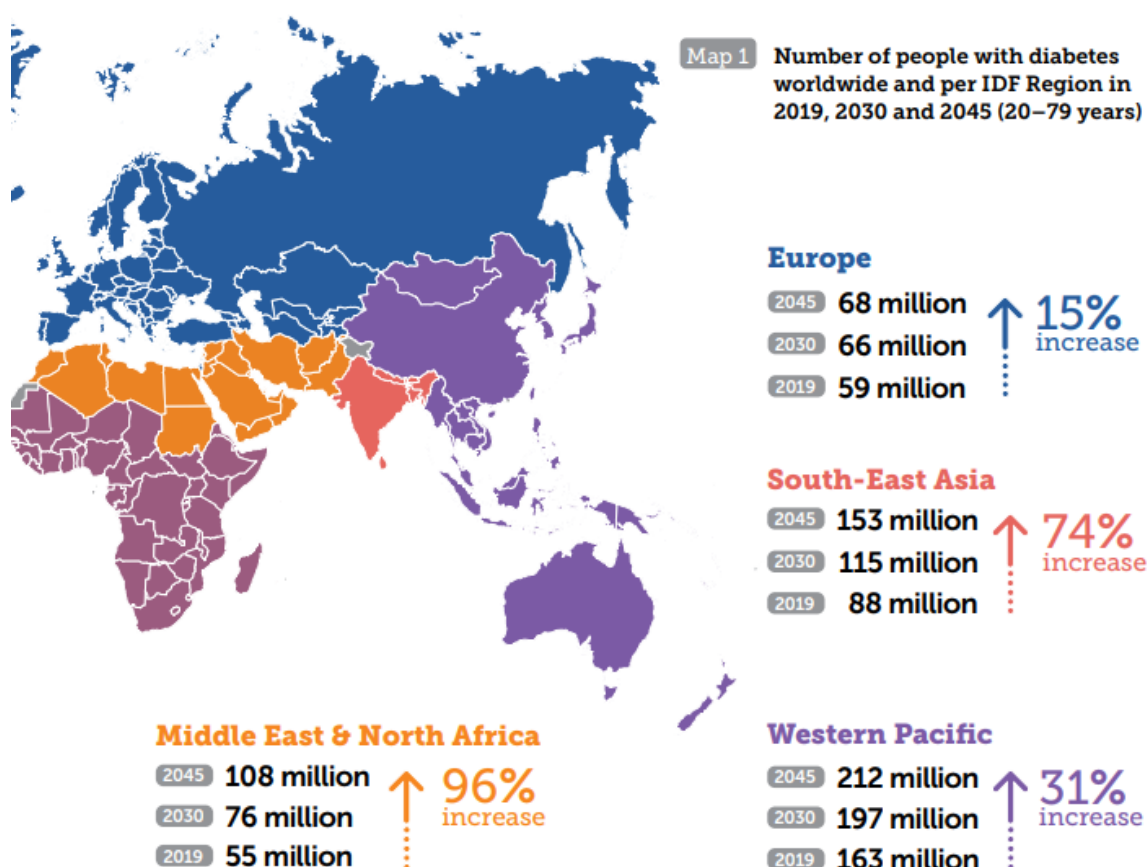 Map 1
Number of people with diabetes
worldwide and per IDF Region in
2019, 2030 and 2045 (20–79 years)
Europe
2045 68 million
2030 66 million
2019 59 million
15%
increase
South-East Asia
2045 153 million
2030 115 million
2019 88 million
74%
increase
Middle East & North Africa
2045 108 million
2030 76 million
2019 55 million
96%
increase
Western Pacific
2045 212 million
2030 197 million
2019 163 million
31%
increase